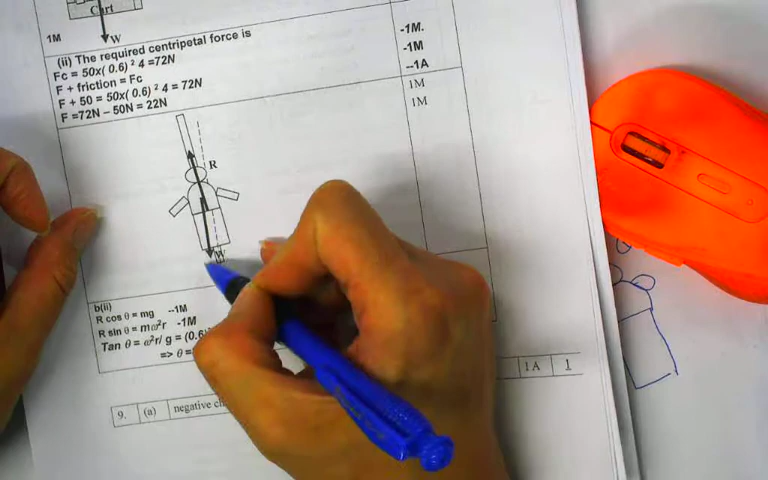 Cart
W
1M
(ii) The required centripetal force is
Fc = 50x( 0.6) ² 4 =72N
F + friction = Fc
F + 50 = 50x( 0.6) ² 4 = 72N
F =72N – 50N = 22N
-1M.
-1M
--1A
1M
1M
R
W
b(ii)
R cos θ = mg --1M
R sin θ = mω²r -1M
Tan θ = ω²r/ g = (0.6)
=> θ =
1A 1
9. (a) negative